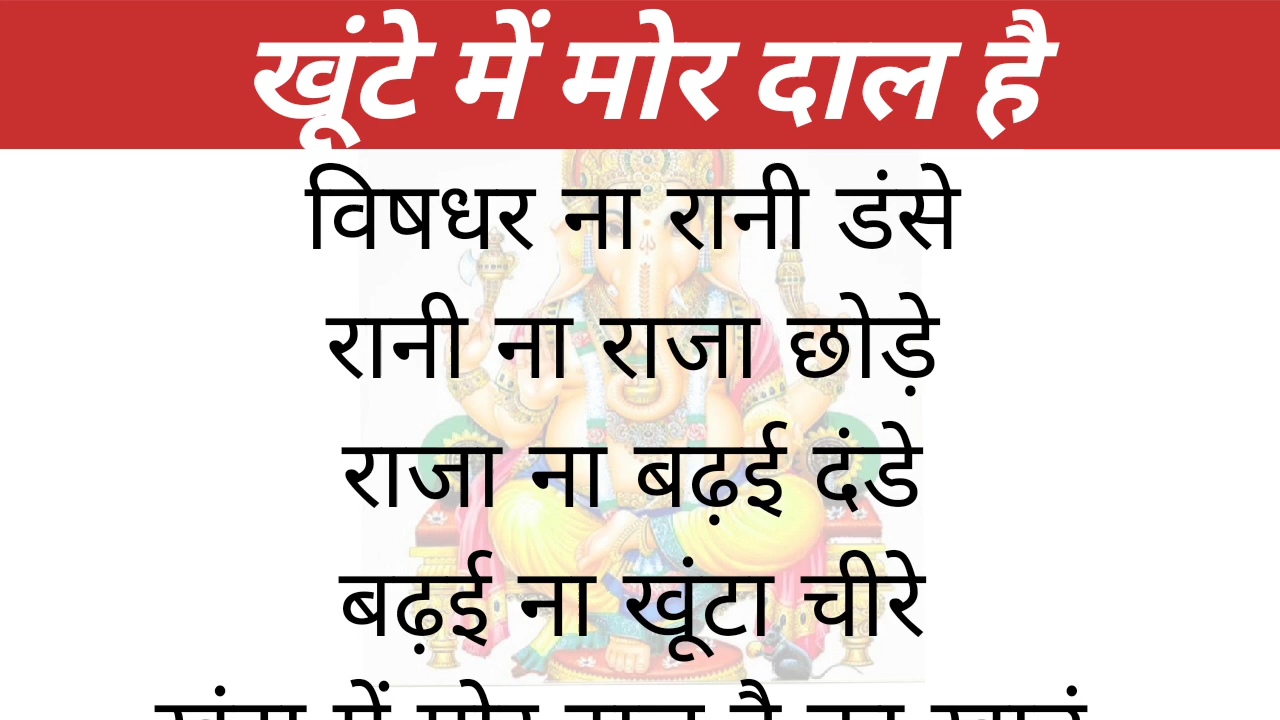 खूंटे में मोर दाल है
विषधर ना रानी डंसे
रानी ना राजा छोड़े
राजा ना बढ़ई दंडे
बढ़ई ना खूंटा चीरे